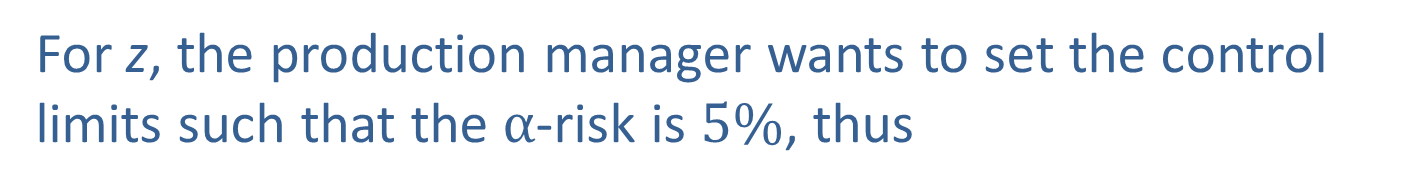 For z, the production manager wants to set the control
limits such that the α-risk is 5%, thus